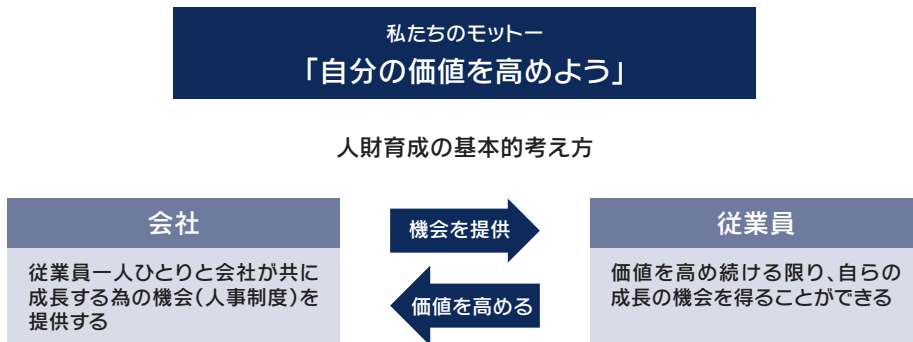 私たちのモットー
「自分の価値を高めよう」
人財育成の基本的考え方
会社
従業員一人ひとりと会社が共に
成長する為の機会(人事制度)を
提供する
機会を提供
価値を高める
従業員
価値を高め続ける限り、自らの
成長の機会を得ることができる